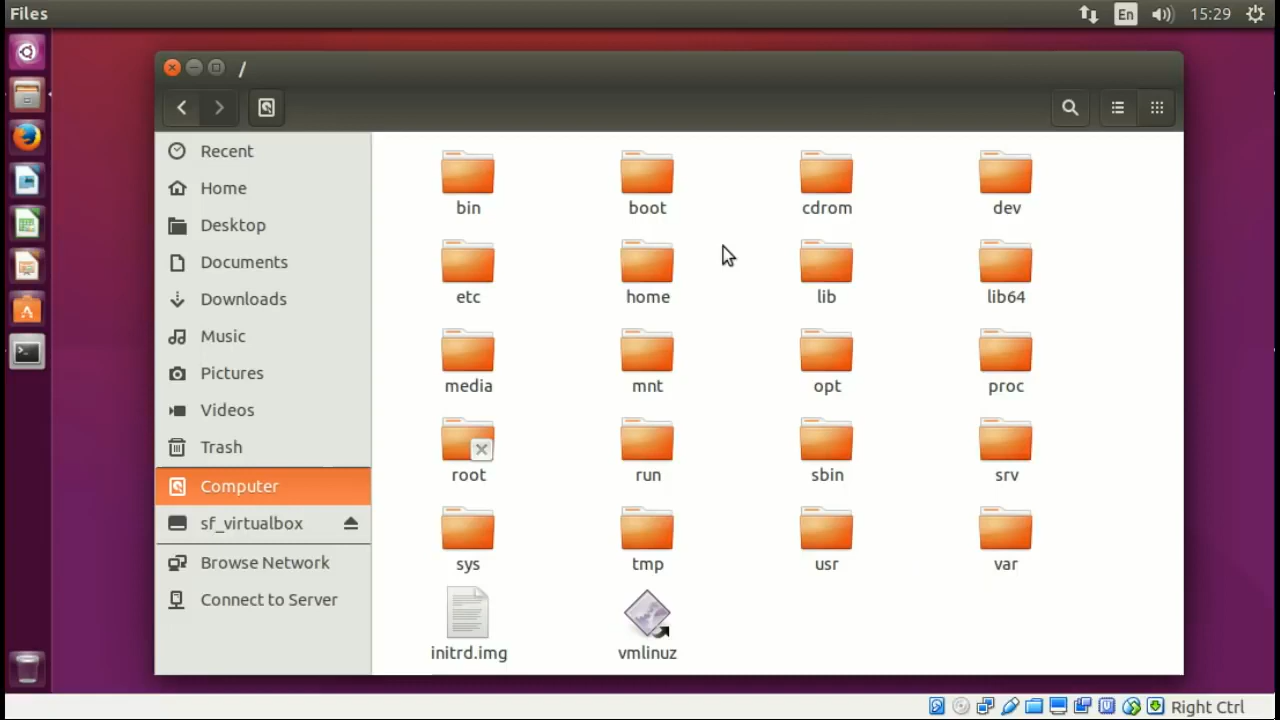 Files
En
15:29
/
Recent
Home
Desktop
Documents
Downloads
Music
Pictures
Videos
Trash
Computer
sf_virtualbox
Browse Network
Connect to Server
bin boot cdrom dev
etc home lib lib64
media mnt opt proc
root run sbin srv
sys tmp usr var
initrd.img vmlinuz
Right Ctrl